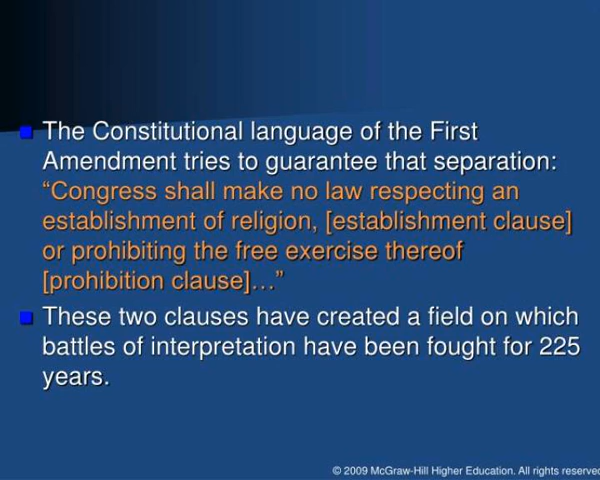 The Constitutional language of the First
Amendment tries to guarantee that separation:
“Congress shall make no law respecting an
establishment of religion, [establishment clause]
or prohibiting the free exercise thereof
[prohibition clause]…”
These two clauses have created a field on which
battles of interpretation have been fought for 225
years.
© 2009 McGraw-Hill Higher Education. All rights reserved